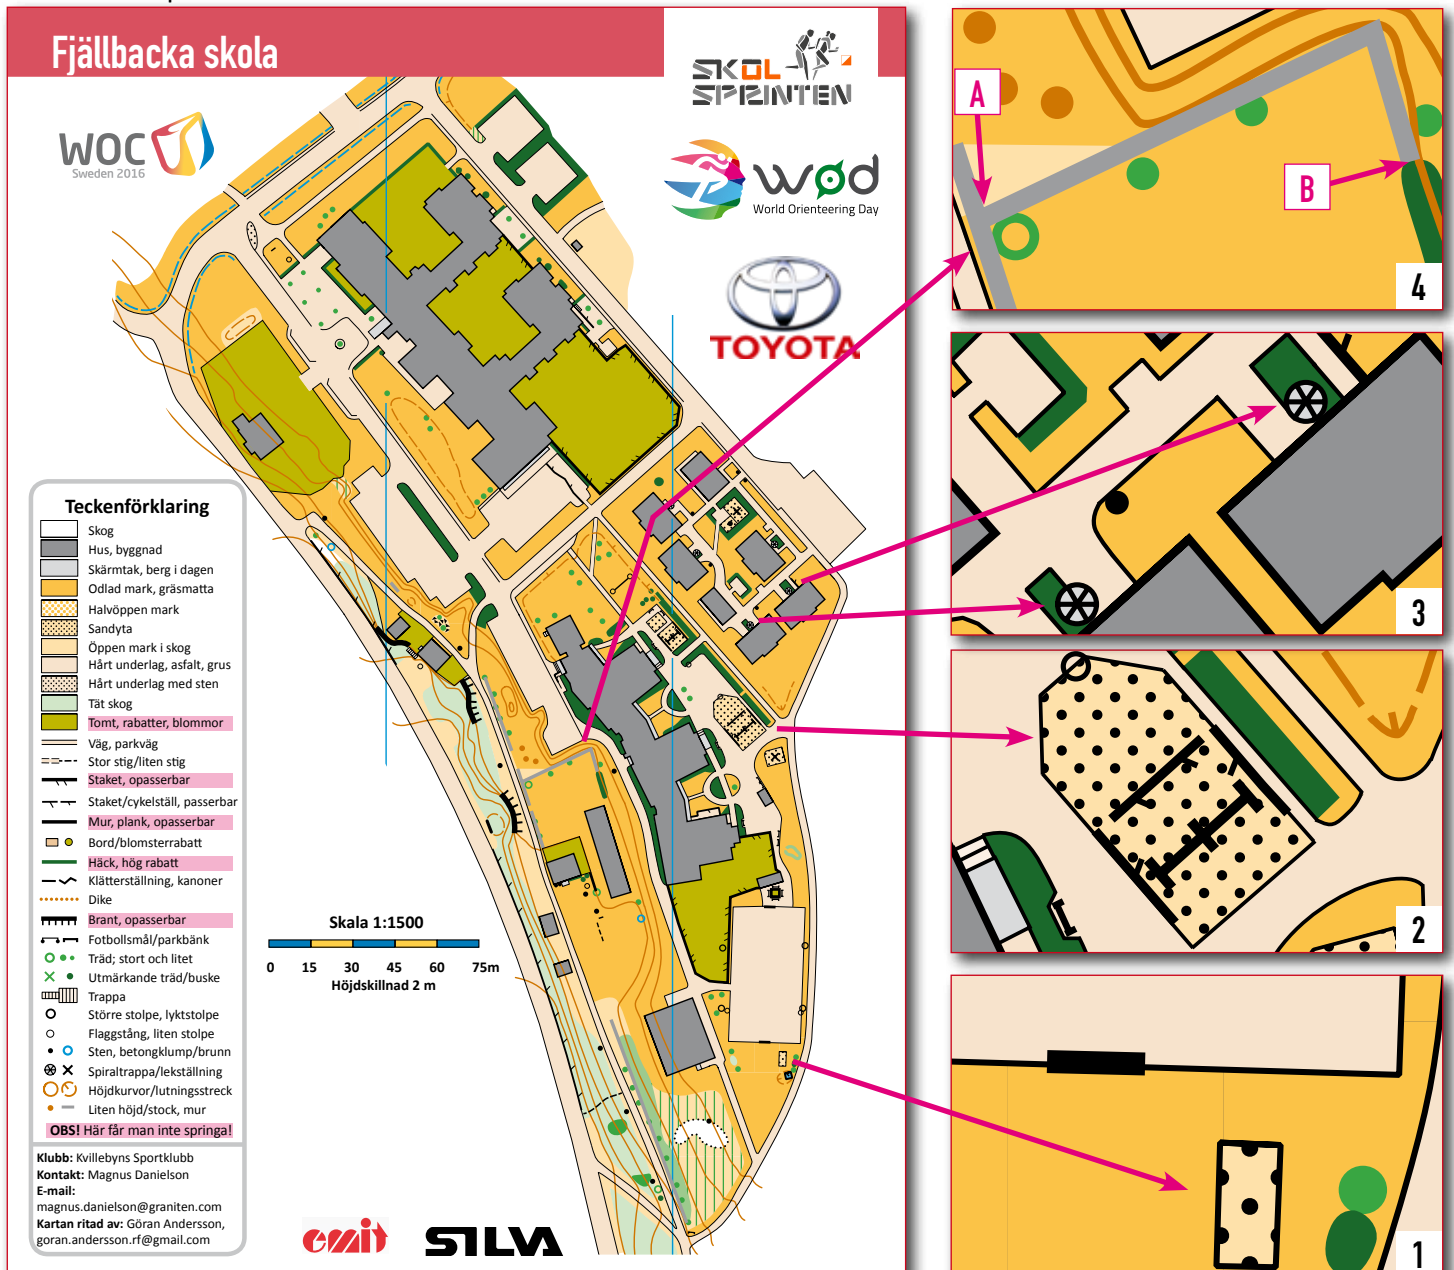 Fjällbacka skola
SKOL
SPRINTEN
WOC
Sweden 2016
wod
World Orienteering Day
TOYOTA
Teckenförklaring
Skog
Hus, byggnad
Skärmtak, berg i dagen
Odlad mark, gräsmatta
Halvöppen mark
Sandyta
Öppen mark i skog
Hårt underlag, asfalt, grus
Hårt underlag med sten
Tät skog
Tomt, rabatter, blommor
Väg, parkväg
Stor stig/liten stig
Staket, opasserbar
Staket/cykelställ, passerbar
Mur, plank, opasserbar
Bord/blomsterrabatt
Häck, hög rabatt
Klätterställning, kanoner
Dike
Brant, opasserbar
Fotbollsmål/parkbänk
Träd; stort och litet
Utmärkande träd/buske
Trappa
Större stolpe, lyktstolpe
Flaggstång, liten stolpe
Sten, betongklump/brunn
Spiraltrappa/lekställning
Höjdkurvor/lutningsstreck
Liten höjd/stock, mur
OBS! Här får man inte springa!
Klubb: Kvillebyns Sportklubb
Kontakt: Magnus Danielson
E-mail:
magnus.danielson@graniten.com
Kartan ritad av: Göran Andersson,
goran.andersson.rf@gmail.com
Skala 1:1500
0 15 30 45 60 75m
Höjdskillnad 2 m
emit
SILVA
A
B
4
3
2
1